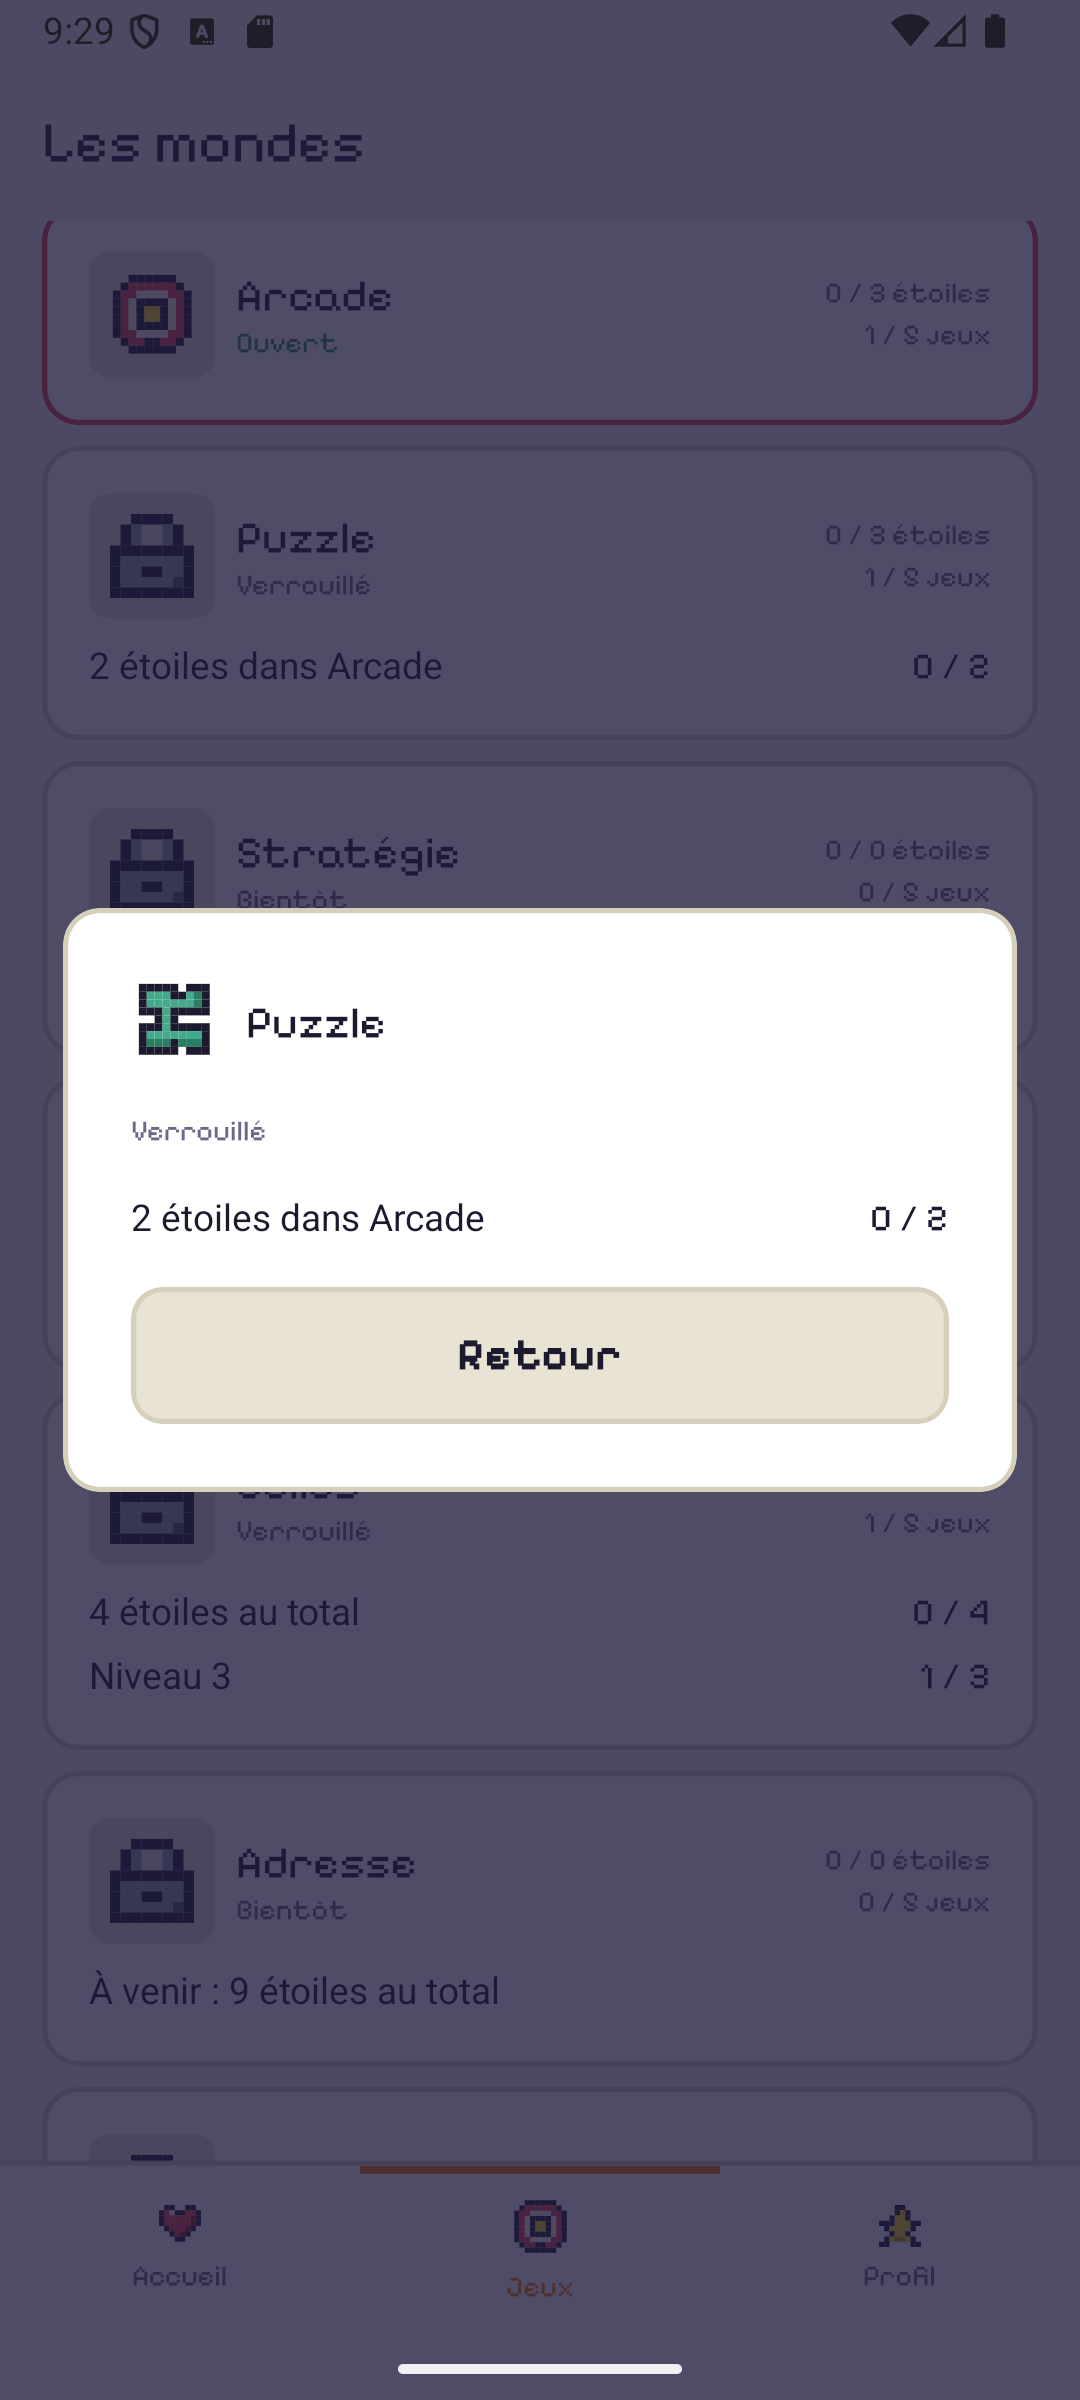 9:29
Les mondes
Arcade
Ouvert
0 / 3 étoiles
1 / 8 jeux
Puzzle
Verrouillé
0 / 3 étoiles
1 / 8 jeux
2 étoiles dans Arcade
0 / 2
Stratégie
Bientôt
0 / 0 étoiles
0 / 8 jeux
Puzzle
Verrouillé
2 étoiles dans Arcade
0 / 2
Retour
Verrouillé
1 / 8 jeux
4 étoiles au total
0 / 4
Niveau 3
1 / 3
Adresse
Bientôt
0 / 0 étoiles
0 / 8 jeux
À venir : 9 étoiles au total
Accueil
Jeux
Profil